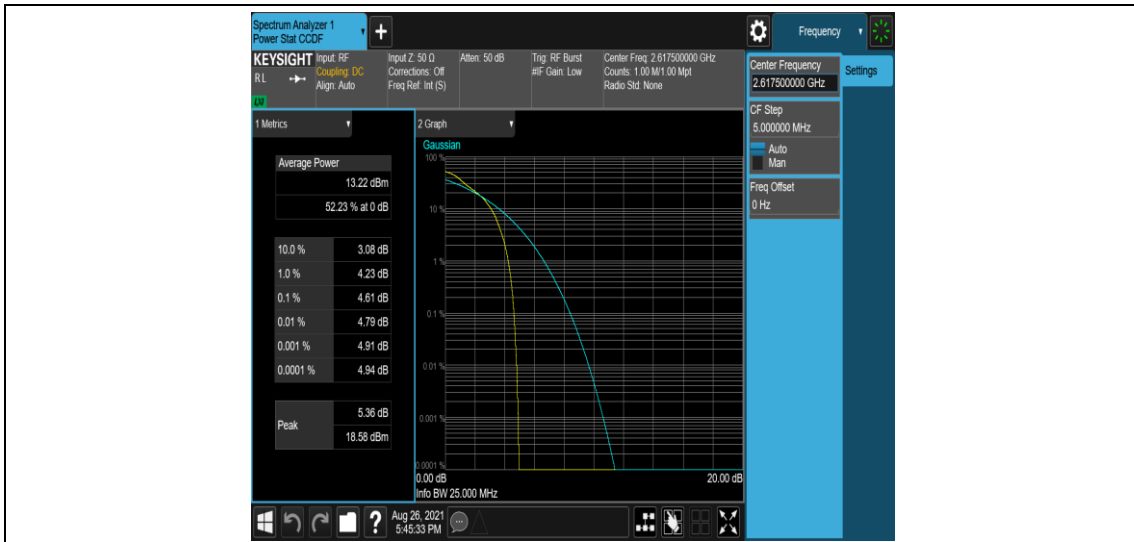 Spectrum Analyzer 1
Power Stat CCDF
Frequency
KEYSIGHT
RL
LXI
Input: RF
Coupling: DC
Align: Auto
Input Z: 50 Ω
Corrections: Off
Freq Ref: Int (S)
Atten: 50 dB
Trig: RF Burst
#IF Gain: Low
Center Freq: 2.617500000 GHz
Counts: 1.00 M/1.00 Mpt
Radio Std: None
Center Frequency
2.617500000 GHz
Settings
CF Step
5.000000 MHz
Auto
Man
Freq Offset
0 Hz
1 Metrics
Average Power
13.22 dBm
52.23 % at 0 dB
10.0 % 3.08 dB
1.0 % 4.23 dB
0.1 % 4.61 dB
0.01 % 4.79 dB
0.001 % 4.91 dB
0.0001 % 4.94 dB
Peak
5.36 dB
18.58 dBm
2 Graph
Gaussian
100 %
10 %
1 %
0.1 %
0.01 %
0.001 %
0.0001 %
0.00 dB 20.00 dB
Info BW 25.000 MHz
?
Aug 26, 2021
5:45:33 PM